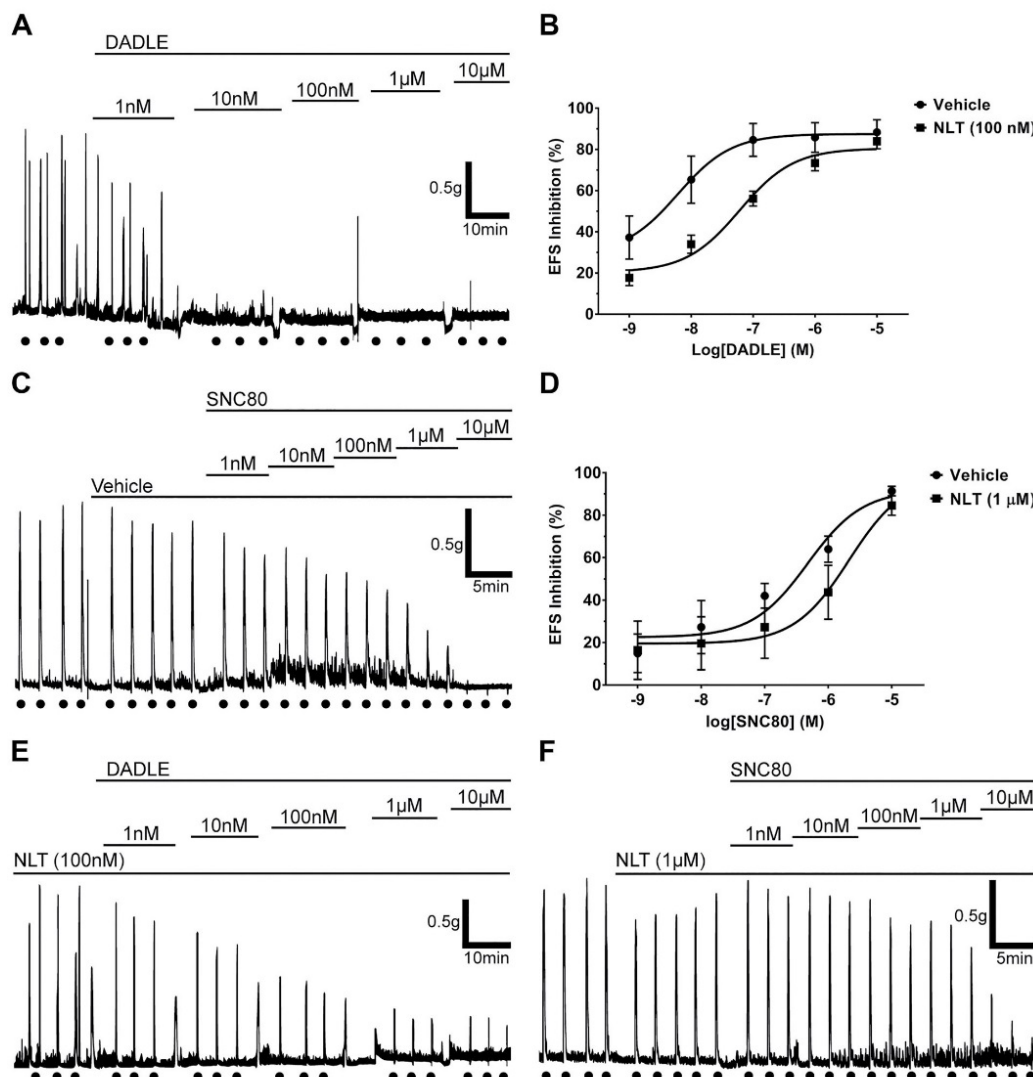 A
DADLE
1nM
10nM
100nM
1µM
10µM
0.5g
10min
B
EFS Inhibition (%)
100
80
60
40
20
0
-9
-8
-7
-6
-5
Log[DADLE] (M)
Vehicle
NLT (100 nM)
C
SNC80
1nM
10nM
100nM
1µM
10µM
Vehicle
0.5g
5min
D
EFS Inhibition (%)
100
80
60
40
20
0
-9
-8
-7
-6
-5
log[SNC80] (M)
Vehicle
NLT (1 µM)
E
DADLE
1nM
10nM
100nM
1µM
10µM
NLT (100nM)
0.5g
10min
F
SNC80
1nM
10nM
100nM
1µM
10µM
NLT (1µM)
0.5g
5min